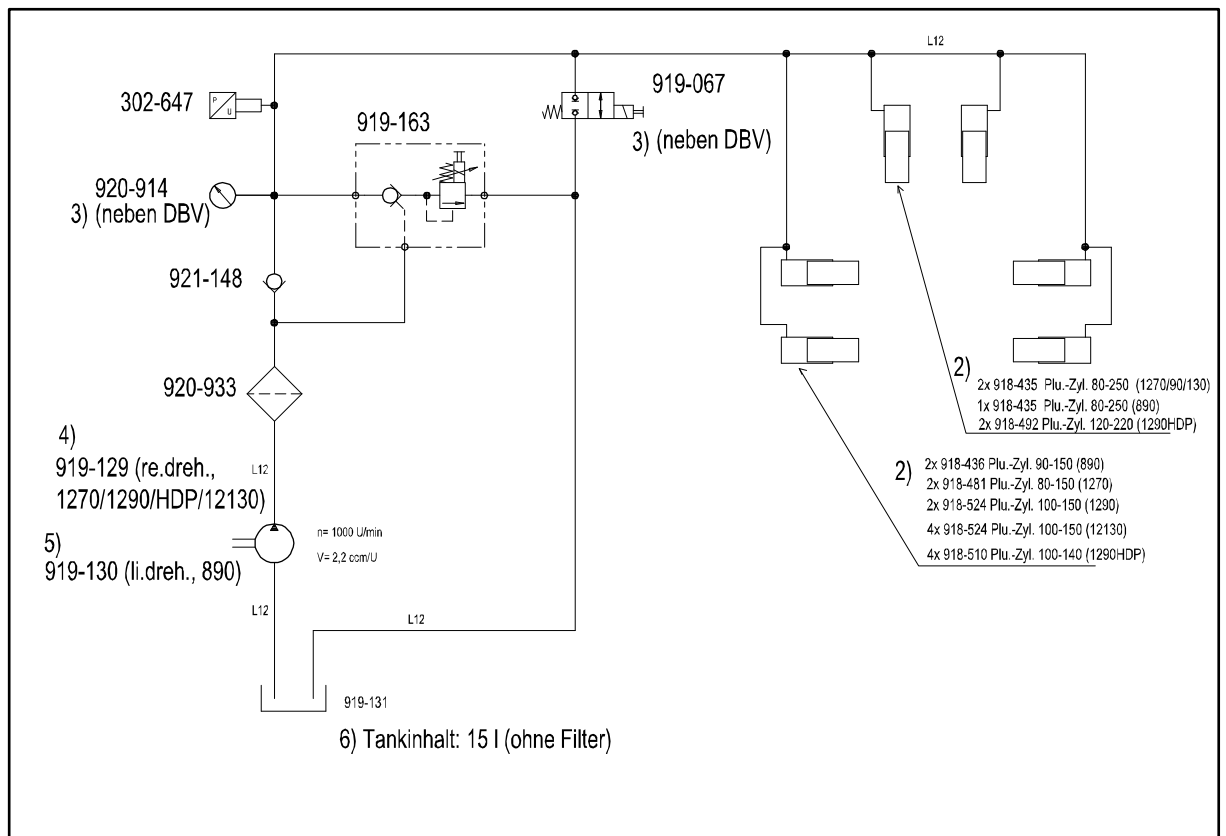 L12
302-647
P
U
919-163
919-067
3) (neben DBV)
920-914
3) (neben DBV)
921-148
920-933
4)
919-129 (re.dreh.,
1270/1290/HDP/12130)
L12
n= 1000 U/min
V= 2,2 ccm/U
5)
919-130 (li.dreh., 890)
L12
L12
919-131
6) Tankinhalt: 15 l (ohne Filter)
2)
2x 918-435 Plu.-Zyl. 80-250 (1270/90/130)
1x 918-435 Plu.-Zyl. 80-250 (890)
2x 918-492 Plu.-Zyl. 120-220 (1290HDP)
2)
2x 918-436 Plu.-Zyl. 90-150 (890)
2x 918-481 Plu.-Zyl. 80-150 (1270)
2x 918-524 Plu.-Zyl. 100-150 (1290)
4x 918-524 Plu.-Zyl. 100-150 (12130)
4x 918-510 Plu.-Zyl. 100-140 (1290HDP)